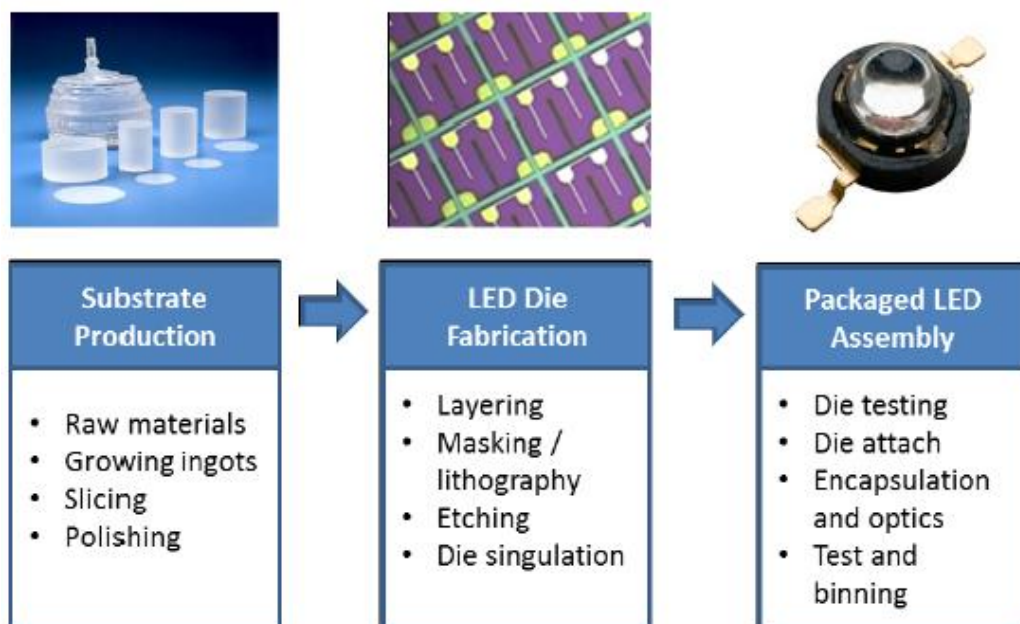 Substrate
Production
• Raw materials
• Growing ingots
• Slicing
• Polishing
LED Die
Fabrication
• Layering
• Masking /
lithography
• Etching
• Die singulation
Packaged LED
Assembly
• Die testing
• Die attach
• Encapsulation
and optics
• Test and
binning